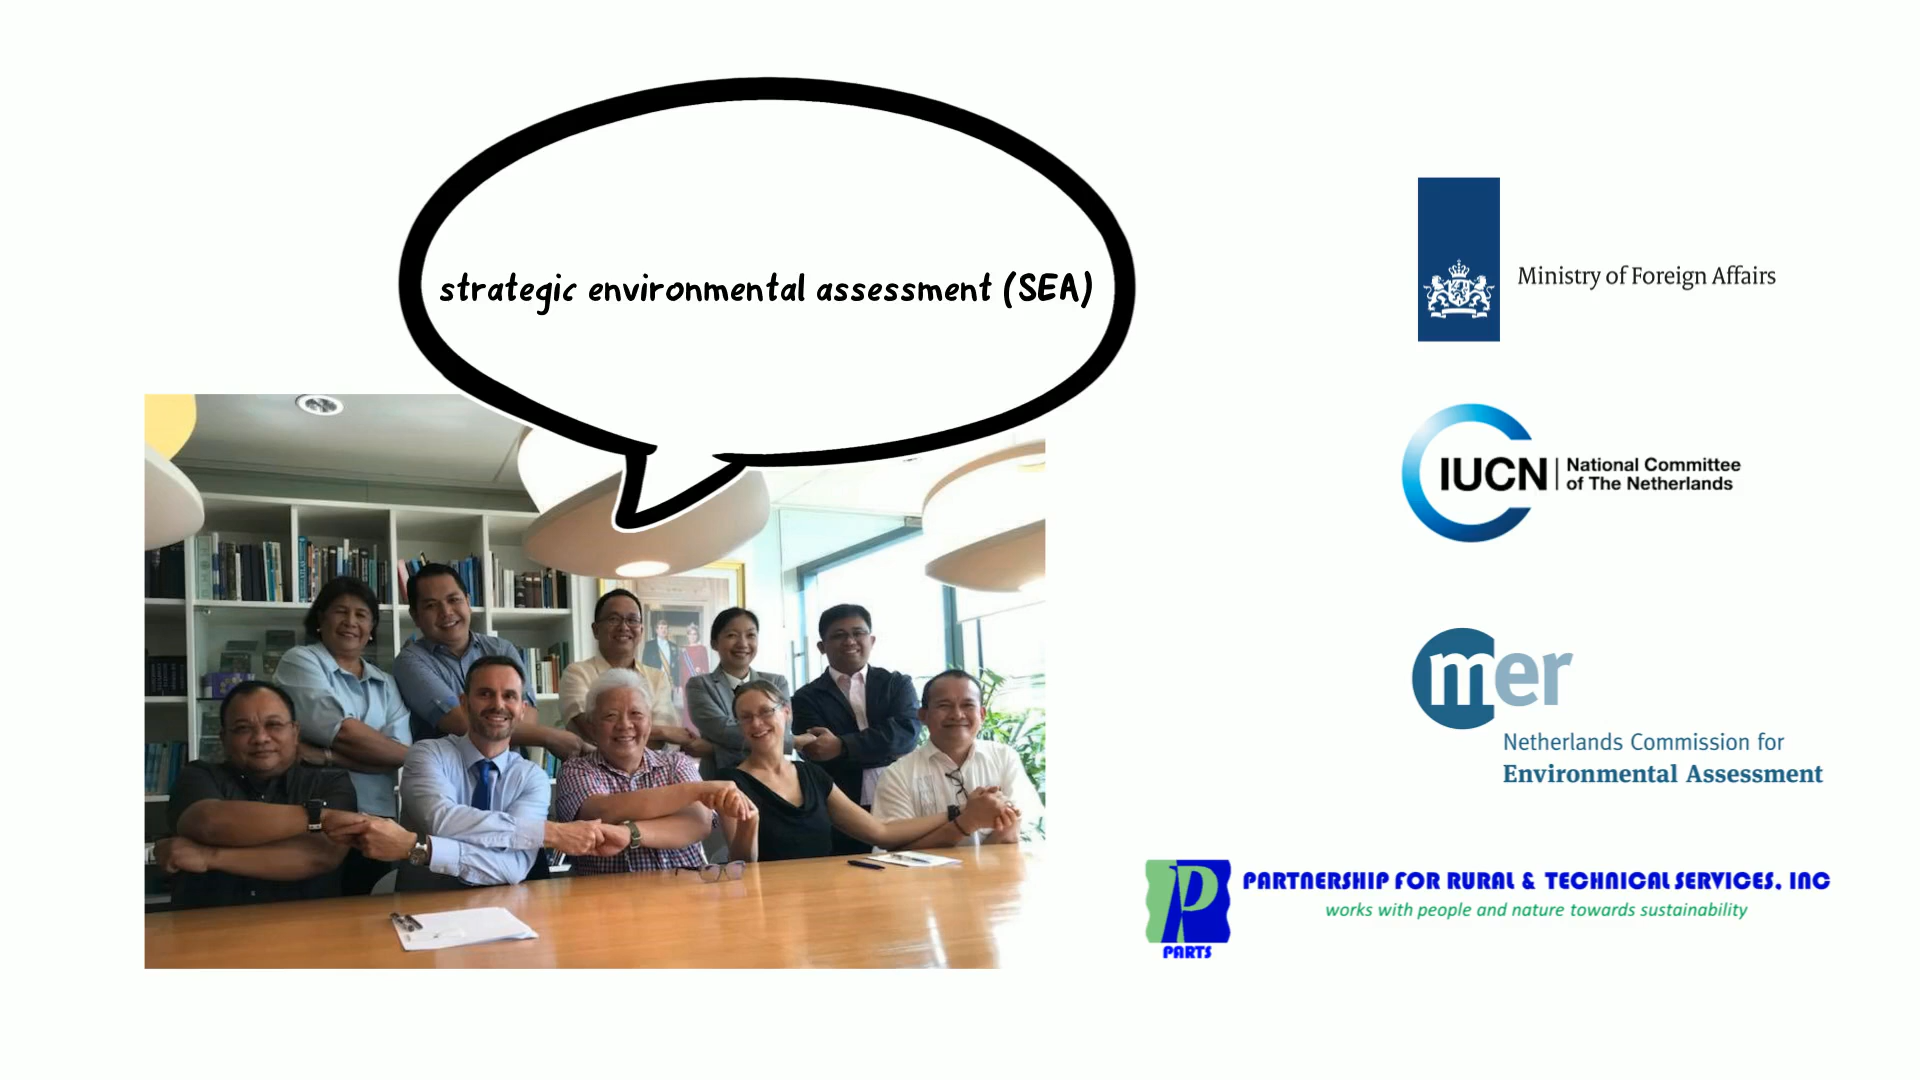 strategic environmental assessment (SEA)
Ministry of Foreign Affairs
IUCN | National Committee
of The Netherlands
mer
Netherlands Commission for
Environmental Assessment
PARTNERSHIP FOR RURAL & TECHNICAL SERVICES, INC
works with people and nature towards sustainability
PARTS